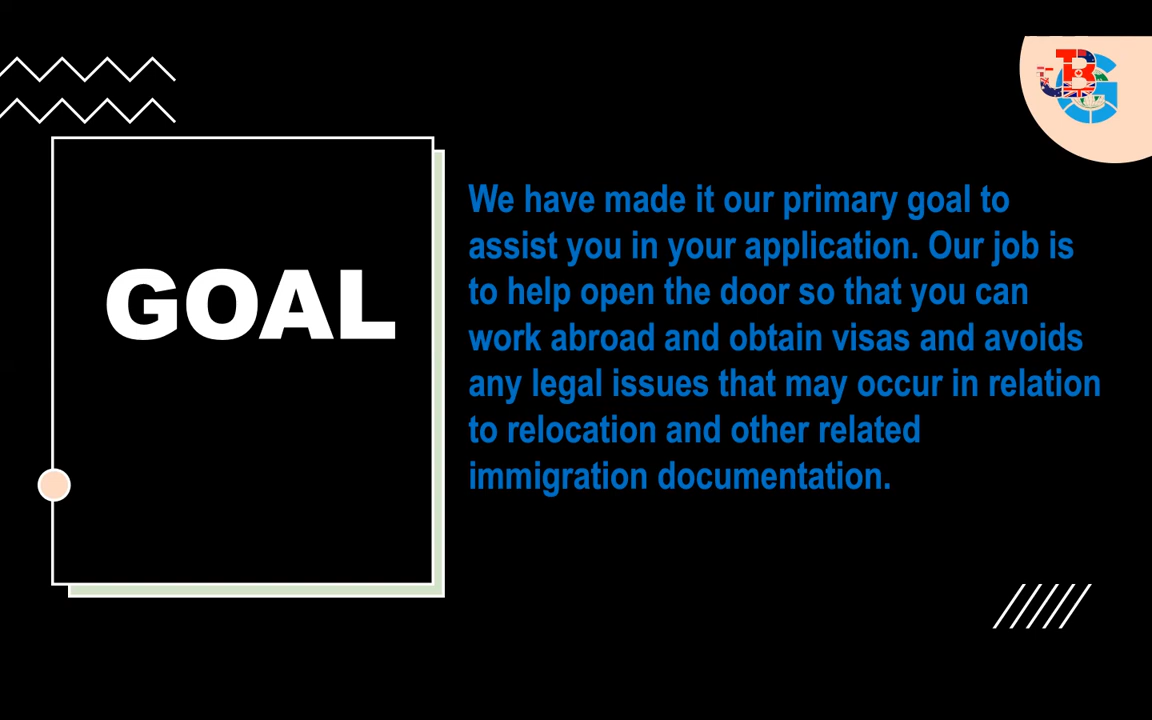 GOAL
We have made it our primary goal to
assist you in your application. Our job is
to help open the door so that you can
work abroad and obtain visas and avoids
any legal issues that may occur in relation
to relocation and other related
immigration documentation.